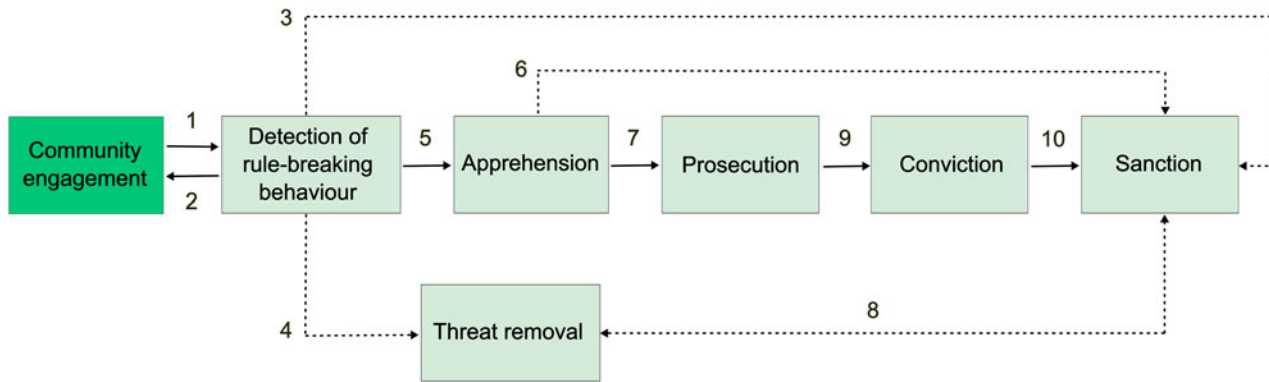 3
6
1
Community
engagement
2
Detection of
rule-breaking
behaviour
5
Apprehension
7
Prosecution
9
Conviction
10
Sanction
4
Threat removal
8